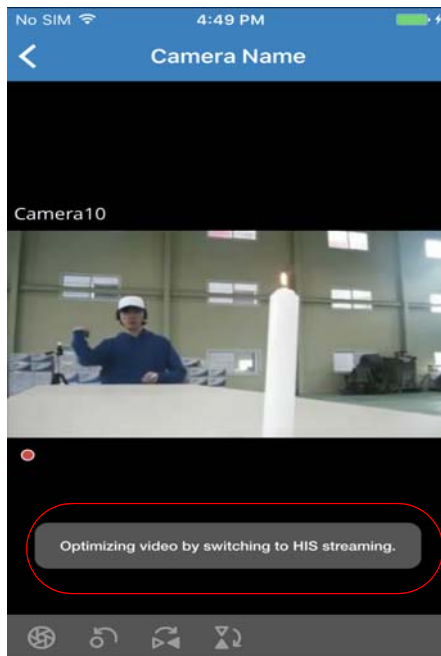 No SIM 4:49 PM
Camera Name
Camera10
Optimizing video by switching to HIS streaming.